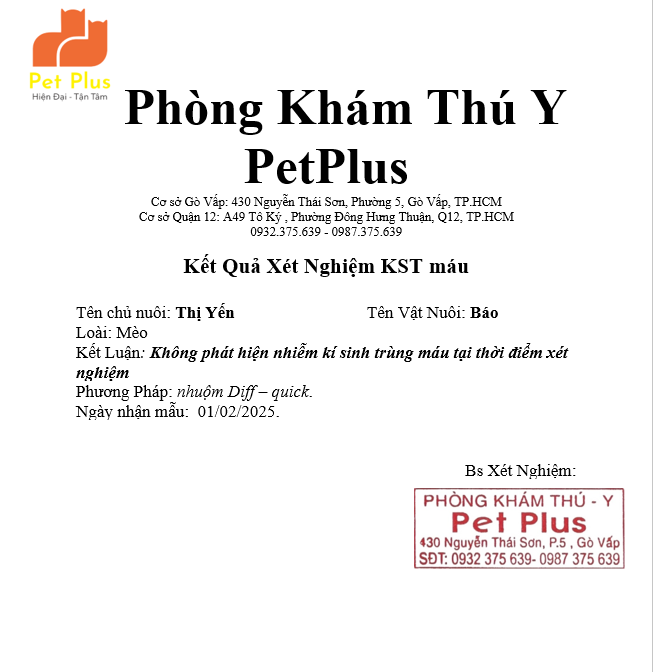 Pet Plus
Hiện Đại - Tận Tâm
Phòng Khám Thú Y
PetPlus
Cơ sở Gò Vấp: 430 Nguyễn Thái Sơn, Phường 5, Gò Vấp, TP.HCM
Cơ sở Quận 12: A49 Tô Ký , Phường Đông Hưng Thuận, Q12, TP.HCM
0932.375.639 - 0987.375.639
Kết Quả Xét Nghiệm KST máu
Tên chủ nuôi: Thị Yến Tên Vật Nuôi: Báo
Loài: Mèo
Kết Luận: Không phát hiện nhiễm kí sinh trùng máu tại thời điểm xét
nghiệm
Phương Pháp: nhuộm Diff – quick.
Ngày nhận mẫu: 01/02/2025.
Bs Xét Nghiệm:
PHÒNG KHÁM THÚ - Y
Pet Plus
430 Nguyễn Thái Sơn, P.5 , Gò Vấp
SĐT: 0932 375 639- 0987 375 639